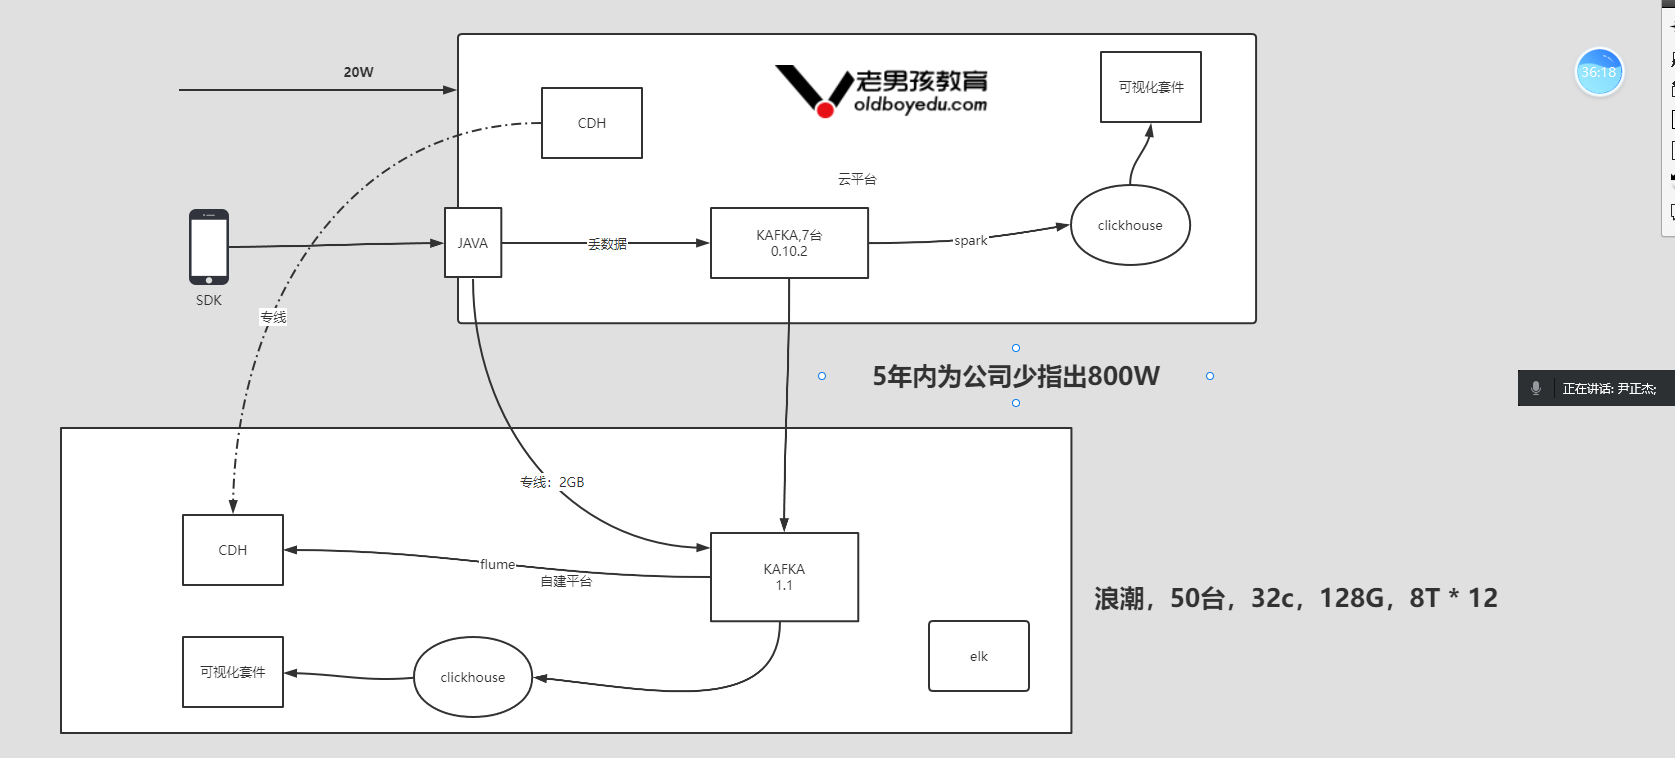 20W
CDH
老男孩教育
oldboyedu.com
可视化套件
36:18
云平台
JAVA
丢数据
KAFKA,7台
0.10.2
spark
clickhouse
SDK
专线
5年内为公司少指出800W
正在讲话: 尹正杰;
专线：2GB
CDH
flume
自建平台
KAFKA
1.1
浪潮，50台，32c，128G，8T * 12
可视化套件
clickhouse
elk